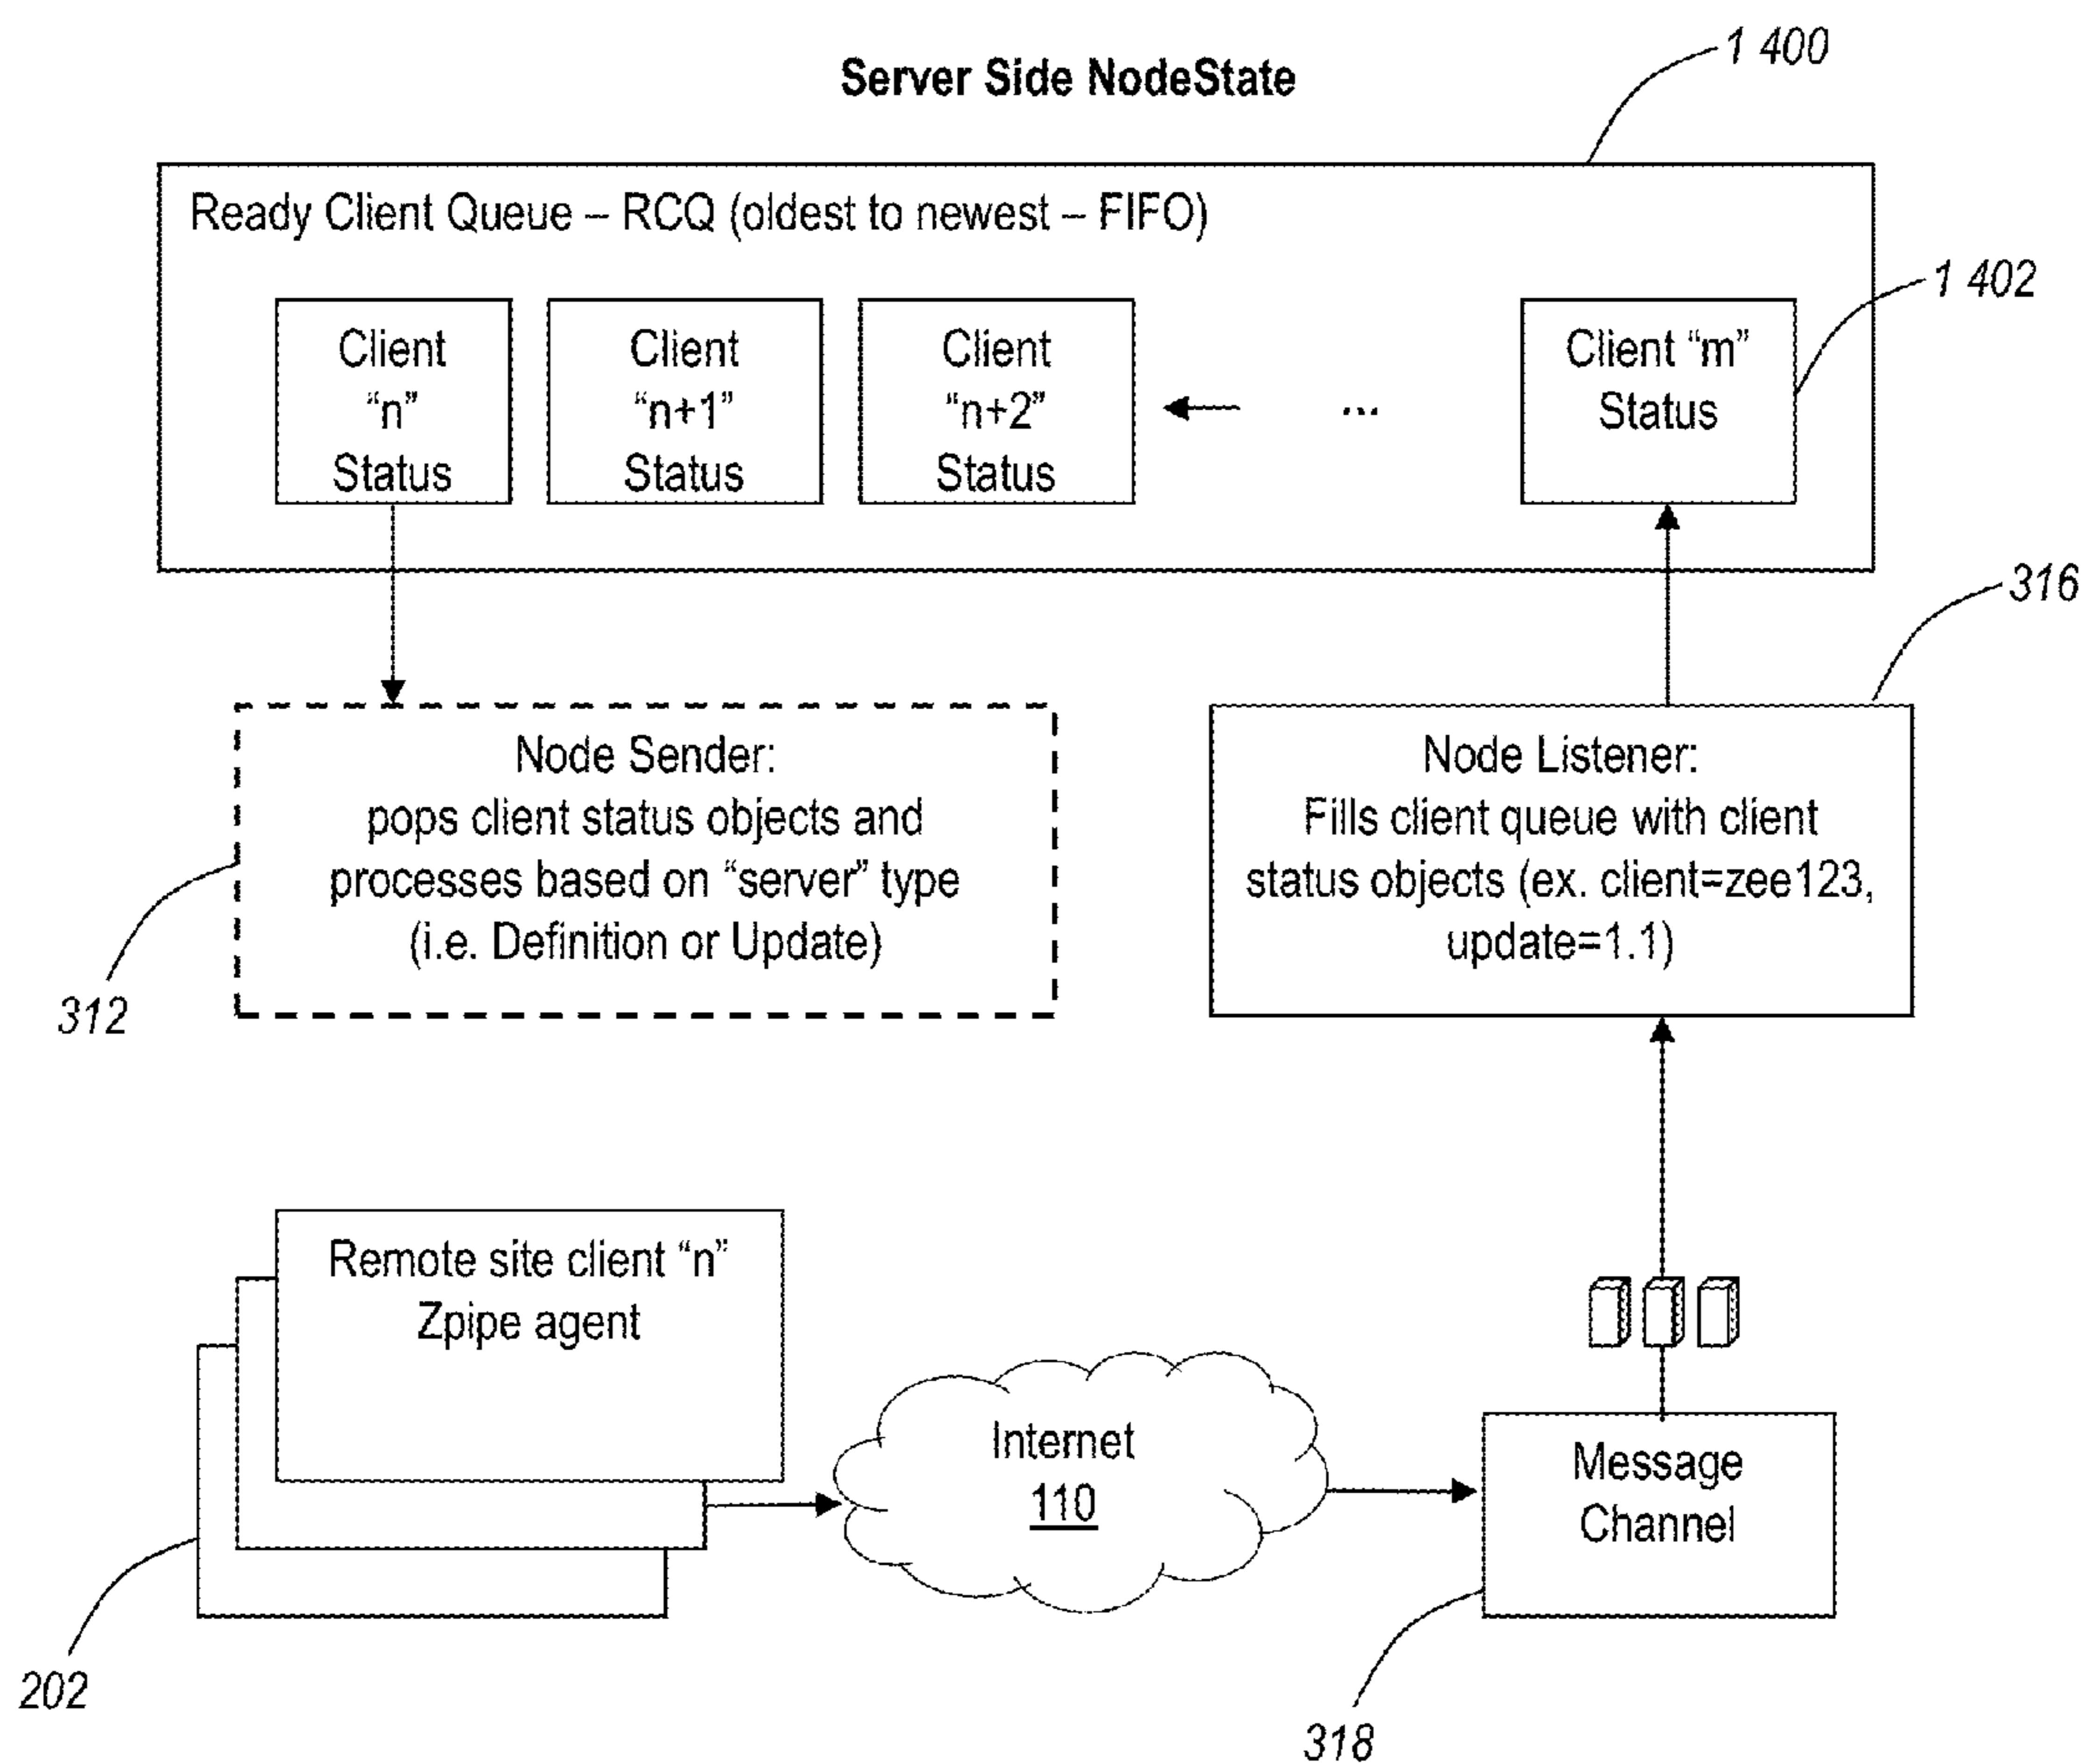 1 400
Server Side NodeState
Ready Client Queue – RCQ (oldest to newest – FIFO)
1 402
Client
“n”
Status
Client
“n+1”
Status
Client
“n+2”
Status
...
Client “m”
Status
316
Node Sender:
pops client status objects and
processes based on “server” type
(i.e. Definition or Update)
312
Node Listener:
Fills client queue with client
status objects (ex. client=zee123,
update=1.1)
Remote site client “n”
Zpipe agent
202
Internet
110
Message
Channel
318